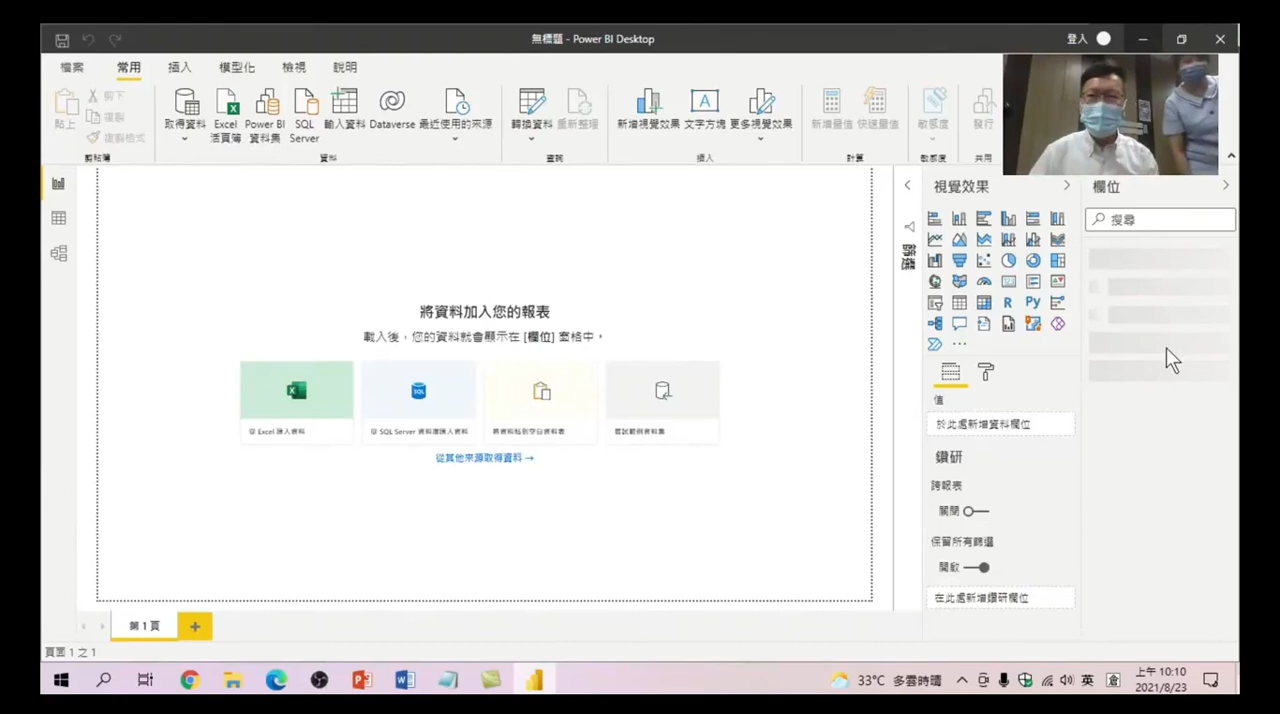 無標題 - Power BI Desktop
登入
檔案 常用 插入 模型化 檢視 說明
貼上
剪下
複製
複製格式
剪貼簿
取得資料
Excel 活頁簿
Power BI 資料集
SQL Server
輸入資料
Dataverse
最近使用的來源
資料
轉換資料
重新整理
查詢
新增視覺效果
文字方塊
更多視覺效果
插入
新增量值
快速量值
計算
敏感度
敏感度
發行
共用
篩選
視覺效果
欄位
搜尋
將資料加入您的報表
載入後，您的資料就會顯示在 [欄位] 窗格中。
從 Excel 匯入資料
從 SQL Server 資料庫匯入資料
將資料貼到空白資料表
嘗試範例資料集
從其他來源取得資料 →
R
Py
值
於此處新增資料欄位
鑽研
跨報表
關閉
保留所有篩選
開啟
在此處新增鑽研欄位
第 1 頁
頁面 1 之 1
33°C 多雲時晴
英
倉
上午 10:10
2021/8/23